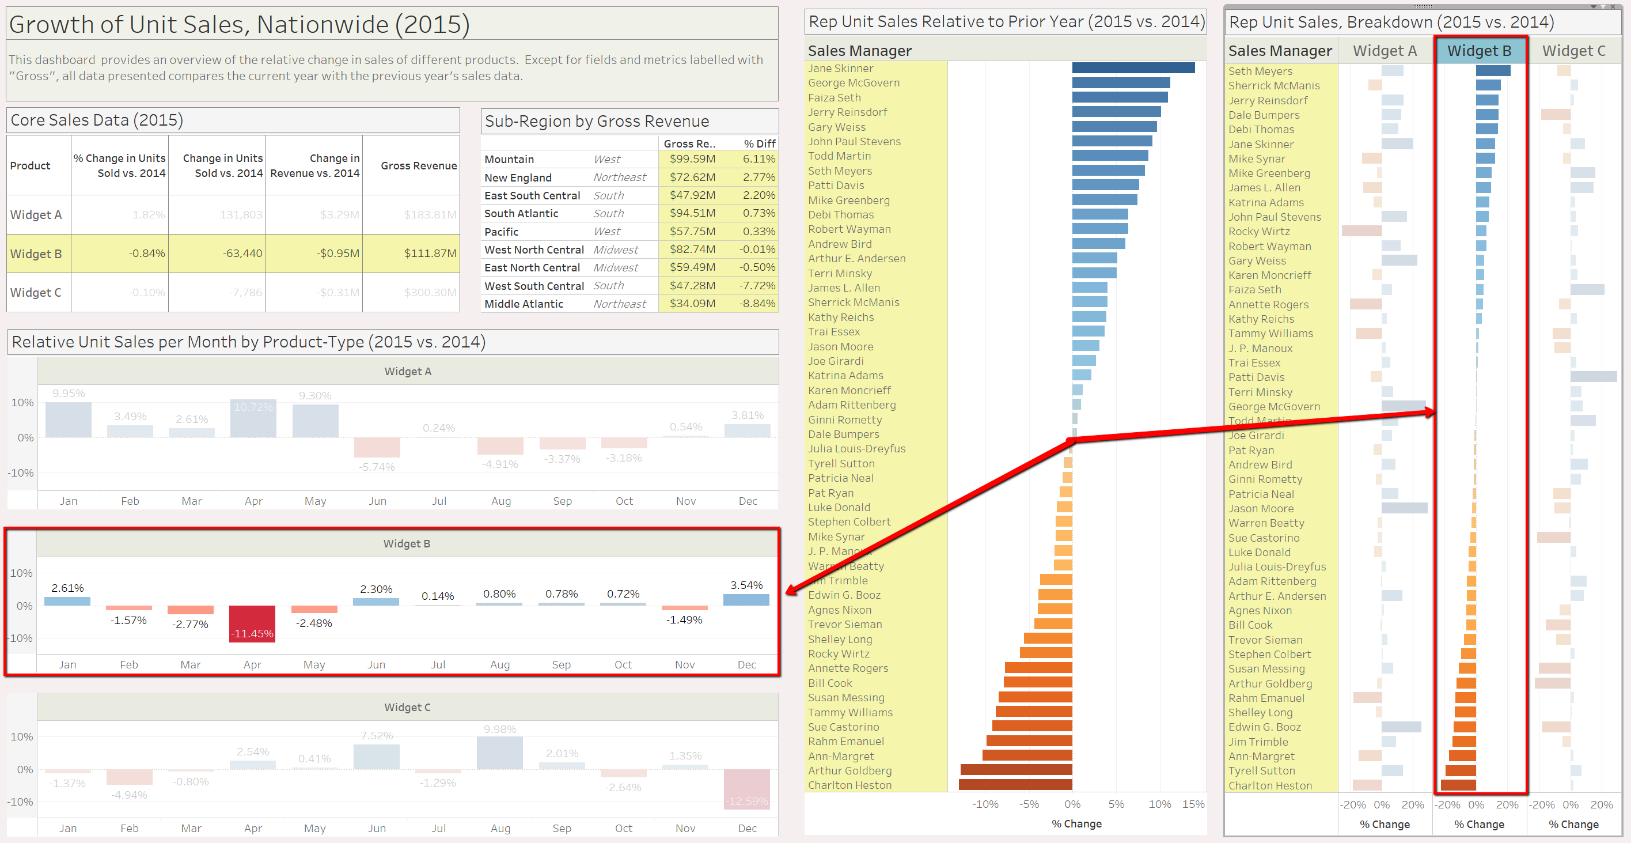 Growth of Unit Sales, Nationwide (2015)
This dashboard provides an overview of the relative change in sales of different products. Except for fields and metrics labelled with
"Gross", all data presented compares the current year with the previous year's sales data.
Core Sales Data (2015)
Product
% Change in Units Sold vs. 2014
Change in Units Sold vs. 2014
Change in Revenue vs. 2014
Gross Revenue
Widget A 1.82% 131,803 $3.29M $183.81M
Widget B -0.84% -63,440 -$0.95M $111.87M
Widget C -0.10% -7,786 -$0.31M $300.30M
Sub-Region by Gross Revenue
Gross Re.. % Diff
Mountain West $99.59M 6.11%
New England Northeast $72.62M 2.77%
East South Central South $47.92M 2.20%
South Atlantic South $94.51M 0.73%
Pacific West $57.75M 0.33%
West North Central Midwest $82.74M -0.01%
East North Central Midwest $59.49M -0.50%
West South Central South $47.28M -7.72%
Middle Atlantic Northeast $34.09M -8.84%
Relative Unit Sales per Month by Product-Type (2015 vs. 2014)
Widget A
10%
0%
-10%
9.95% 3.49% 2.61% 10.72% 9.30% -5.74% 0.24% -4.91% -3.37% -3.18% 0.54% 3.81%
Jan Feb Mar Apr May Jun Jul Aug Sep Oct Nov Dec
Widget B
10%
0%
-10%
2.61% -1.57% -2.77% -11.45% -2.48% 2.30% 0.14% 0.80% 0.78% 0.72% -1.49% 3.54%
Jan Feb Mar Apr May Jun Jul Aug Sep Oct Nov Dec
Widget C
10%
0%
-10%
-1.37% -4.94% -0.80% 2.54% 0.41% 7.52% -1.29% 9.98% 2.01% -2.64% 1.35% -12.59%
Jan Feb Mar Apr May Jun Jul Aug Sep Oct Nov Dec
Rep Unit Sales Relative to Prior Year (2015 vs. 2014)
Sales Manager
Jane Skinner
George McGovern
Faiza Seth
Jerry Reinsdorf
Gary Weiss
John Paul Stevens
Todd Martin
Seth Meyers
Patti Davis
Mike Greenberg
Debi Thomas
Robert Wayman
Andrew Bird
Arthur E. Andersen
Terri Minsky
James L. Allen
Sherrick McManis
Kathy Reichs
Trai Essex
Jason Moore
Joe Girardi
Katrina Adams
Karen Moncrieff
Adam Rittenberg
Ginni Rometty
Dale Bumpers
Julia Louis-Dreyfus
Tyrell Sutton
Patricia Neal
Pat Ryan
Luke Donald
Stephen Colbert
Mike Synar
J. P. Manoux
Warren Beatty
Jim Trimble
Edwin G. Booz
Agnes Nixon
Trevor Sieman
Shelley Long
Rocky Wirtz
Annette Rogers
Bill Cook
Susan Messing
Tammy Williams
Sue Castorino
Rahm Emanuel
Ann-Margret
Arthur Goldberg
Charlton Heston
-10% -5% 0% 5% 10% 15%
% Change
Rep Unit Sales, Breakdown (2015 vs. 2014)
Sales Manager Widget A Widget B Widget C
Seth Meyers
Sherrick McManis
Jerry Reinsdorf
Dale Bumpers
Debi Thomas
Jane Skinner
Mike Synar
Mike Greenberg
James L. Allen
Katrina Adams
John Paul Stevens
Rocky Wirtz
Robert Wayman
Gary Weiss
Karen Moncrieff
Faiza Seth
Annette Rogers
Kathy Reichs
Tammy Williams
J. P. Manoux
Trai Essex
Patti Davis
Terri Minsky
George McGovern
Todd Martin
Joe Girardi
Pat Ryan
Andrew Bird
Ginni Rometty
Patricia Neal
Jason Moore
Warren Beatty
Sue Castorino
Luke Donald
Julia Louis-Dreyfus
Adam Rittenberg
Arthur E. Andersen
Agnes Nixon
Bill Cook
Trevor Sieman
Stephen Colbert
Susan Messing
Arthur Goldberg
Rahm Emanuel
Shelley Long
Edwin G. Booz
Jim Trimble
Ann-Margret
Tyrell Sutton
Charlton Heston
-20% 0% 20% -20% 0% 20% -20% 0% 20%
% Change % Change % Change